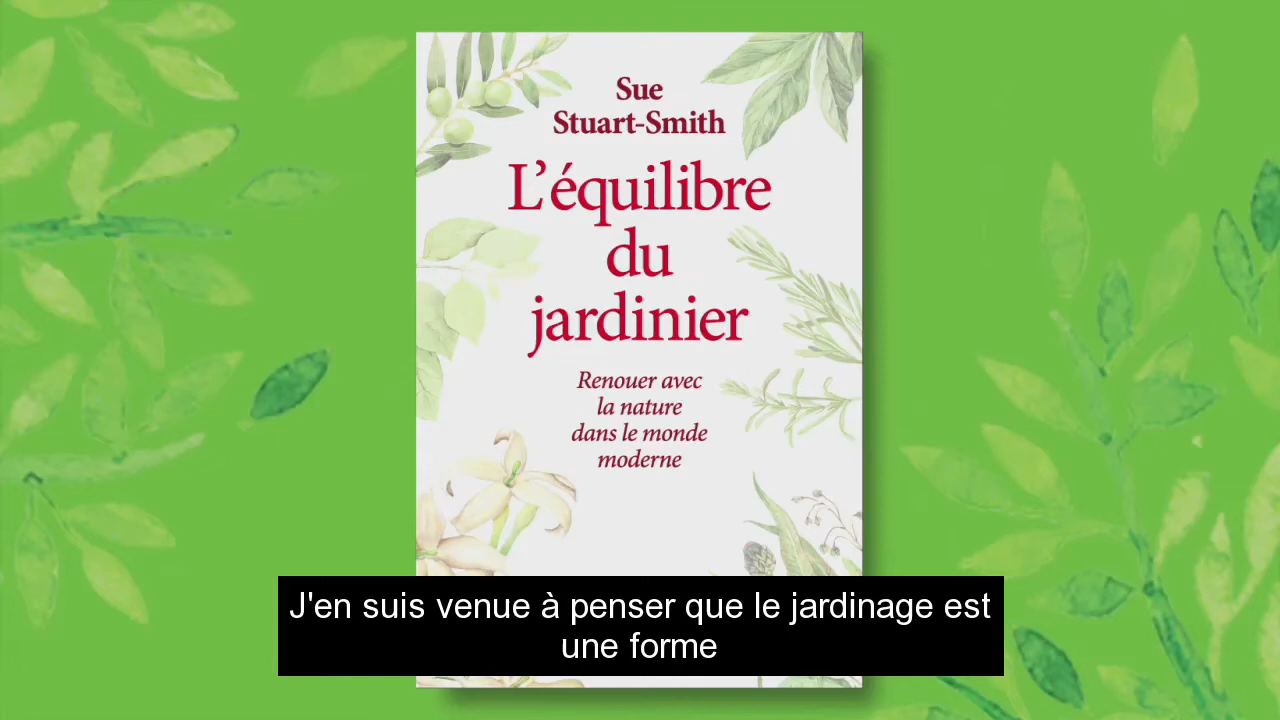 Sue
Stuart-Smith
L'équilibre
du
jardinier
Renouer avec
la nature
dans le monde
moderne
J'en suis venue à penser que le jardinage est
une forme